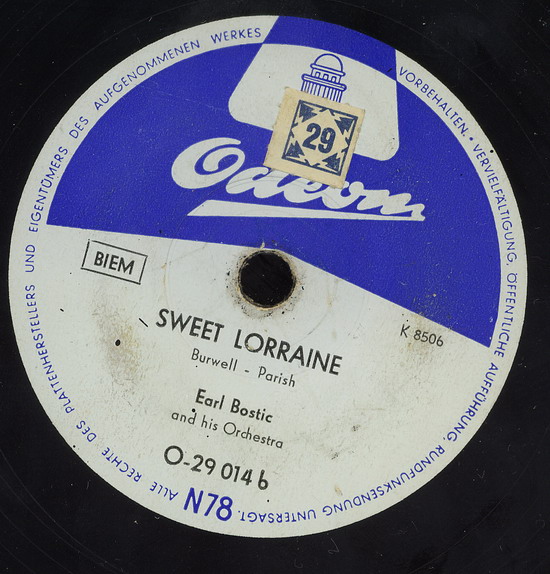 ALLE RECHTE DES PLATTENHERSTELLERS UND EIGENTÜMERS DES AUFGENOMMENEN WERKES VORBEHALTEN. • VERVIELFÄLTIGUNG, ÖFFENTLICHE AUFFÜHRUNG, RUNDFUNKSENDUNG UNTERSAGT.
29
Odeon
BIEM
K 8506
SWEET LORRAINE
Burwell - Parish
Earl Bostic
and his Orchestra
O-29 014 b
N78